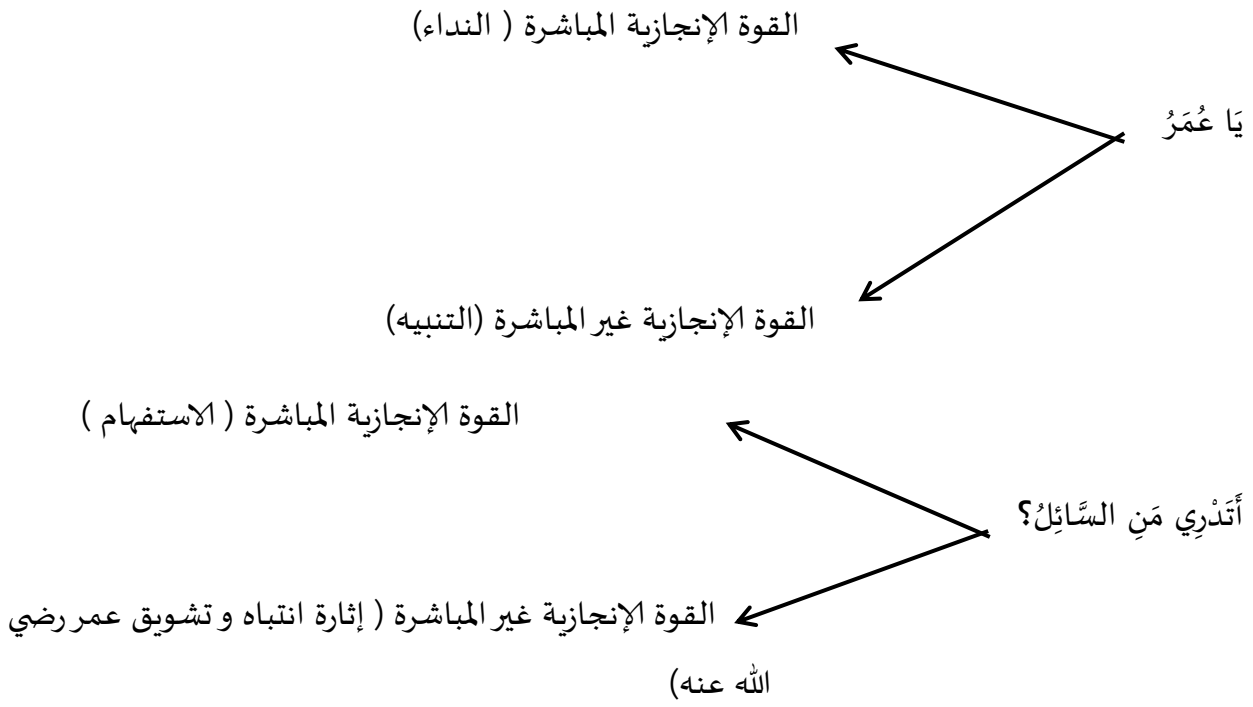 القوة الإنجازية المباشرة ( النداء)
يَا عُمَرُ
القوة الإنجازية غير المباشرة (التنبيه)
القوة الإنجازية المباشرة ( الاستفهام )
أَتَدْرِي مَنِ السَّائِلُ؟
القوة الإنجازية غير المباشرة ( إثارة انتباه و تشويق عمر رضي
الله عنه)